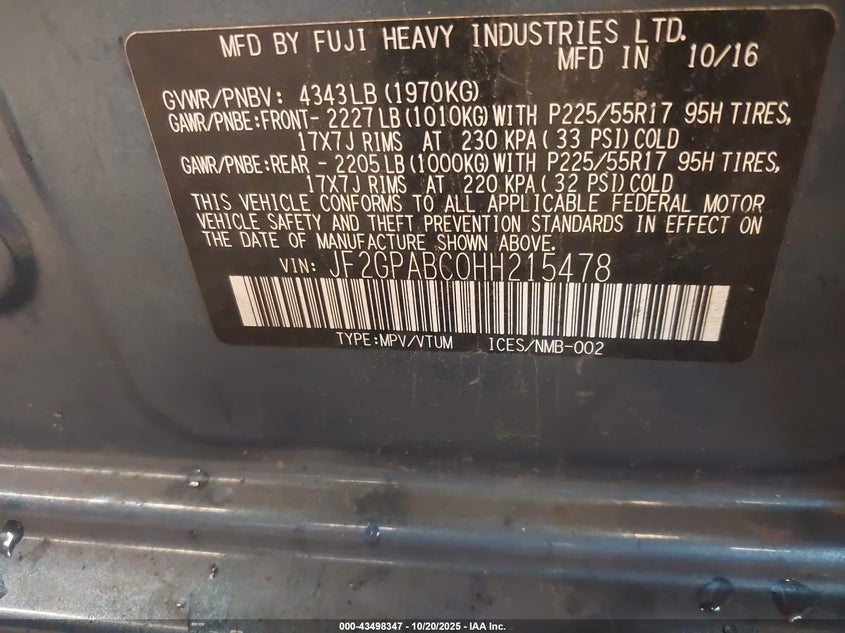 MFD BY FUJI HEAVY INDUSTRIES LTD.
MFD IN 10/16
GVWR/PNBV: 4343LB (1970KG)
GAWR/PNBE:FRONT- 2227LB (1010KG) WITH P225/55R17 95H TIRES,
17X7J RIMS AT 230 KPA ( 33 PSI) COLD
GAWR/PNBE:REAR - 2205LB (1000KG) WITH P225/55R17 95H TIRES,
17X7J RIMS AT 220 KPA ( 32 PSI) COLD
THIS VEHICLE CONFORMS TO ALL APPLICABLE FEDERAL MOTOR
VEHICLE SAFETY AND THEFT PREVENTION STANDARDS IN EFFECT ON
THE DATE OF MANUFACTURE SHOWN ABOVE.
VIN: JF2GPABC0HH215478
TYPE:MPV/VTUM ICES/NMB-002
000-43498347 - 10/20/2025 - IAA Inc.